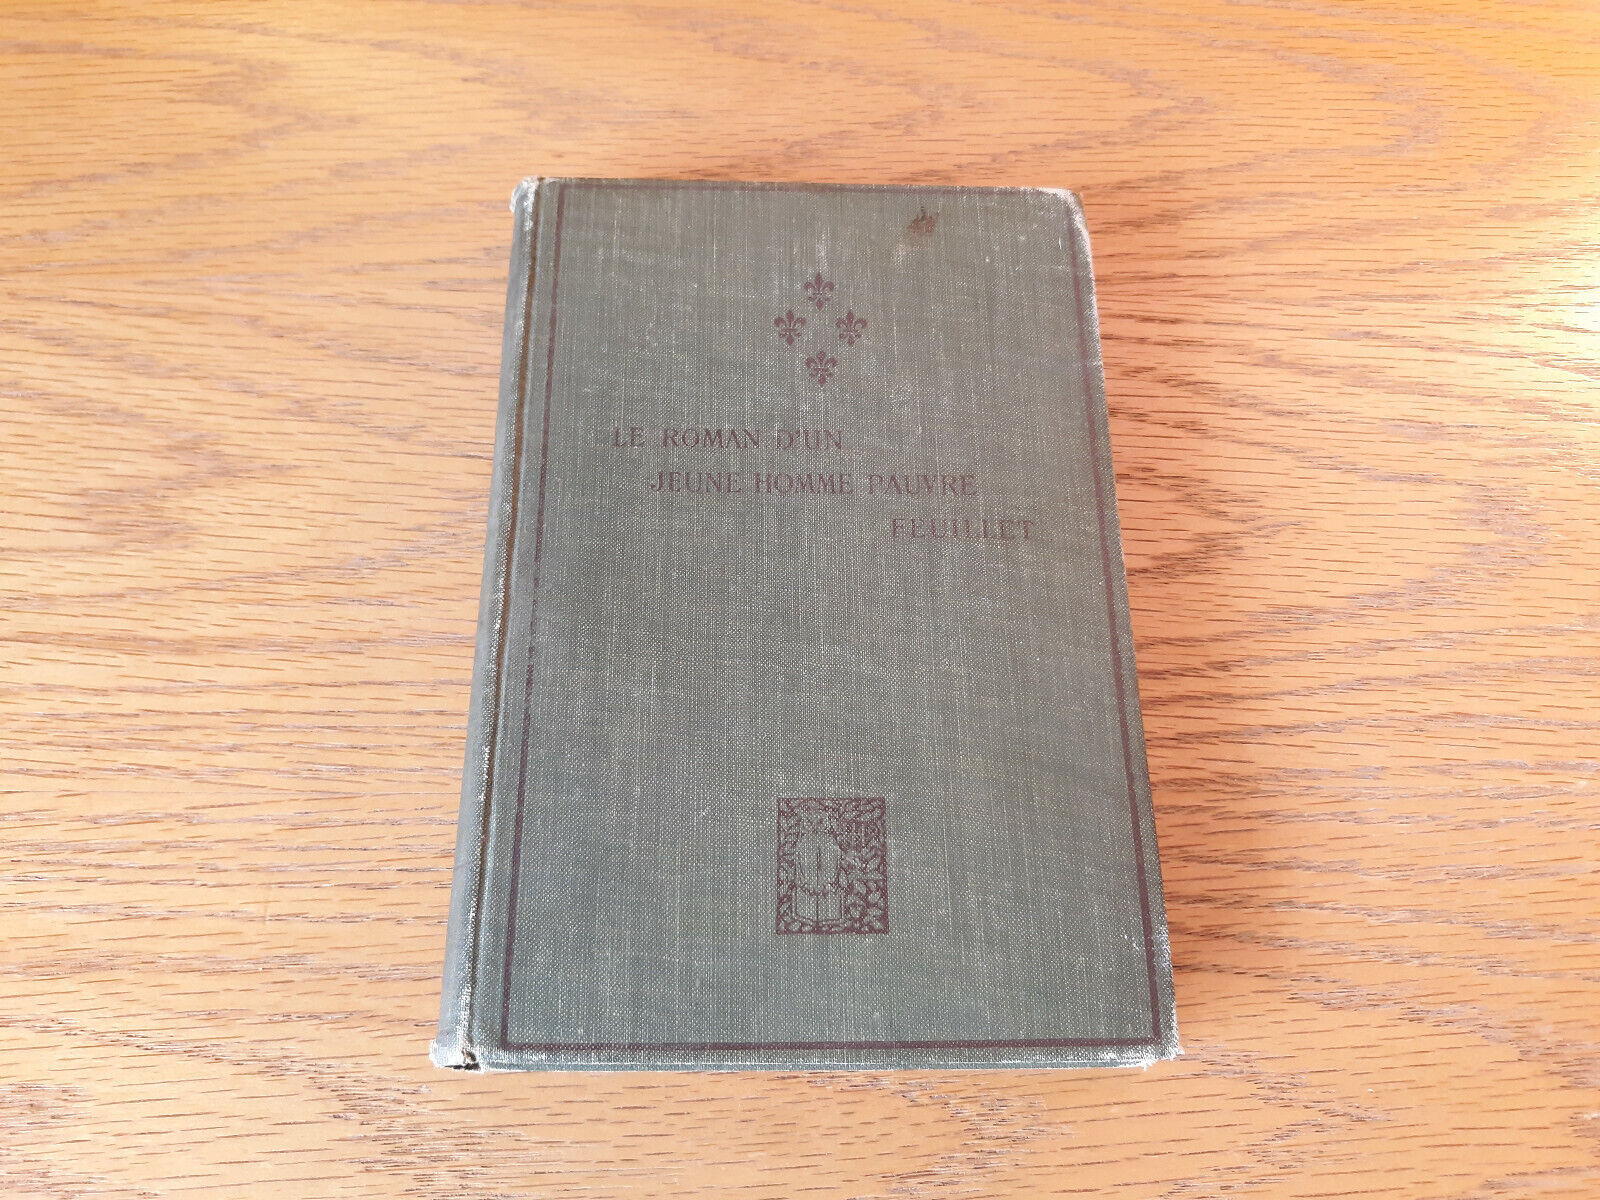 LE ROMAN D'UN
JEUNE HOMME PAUVRE
FEUILLET